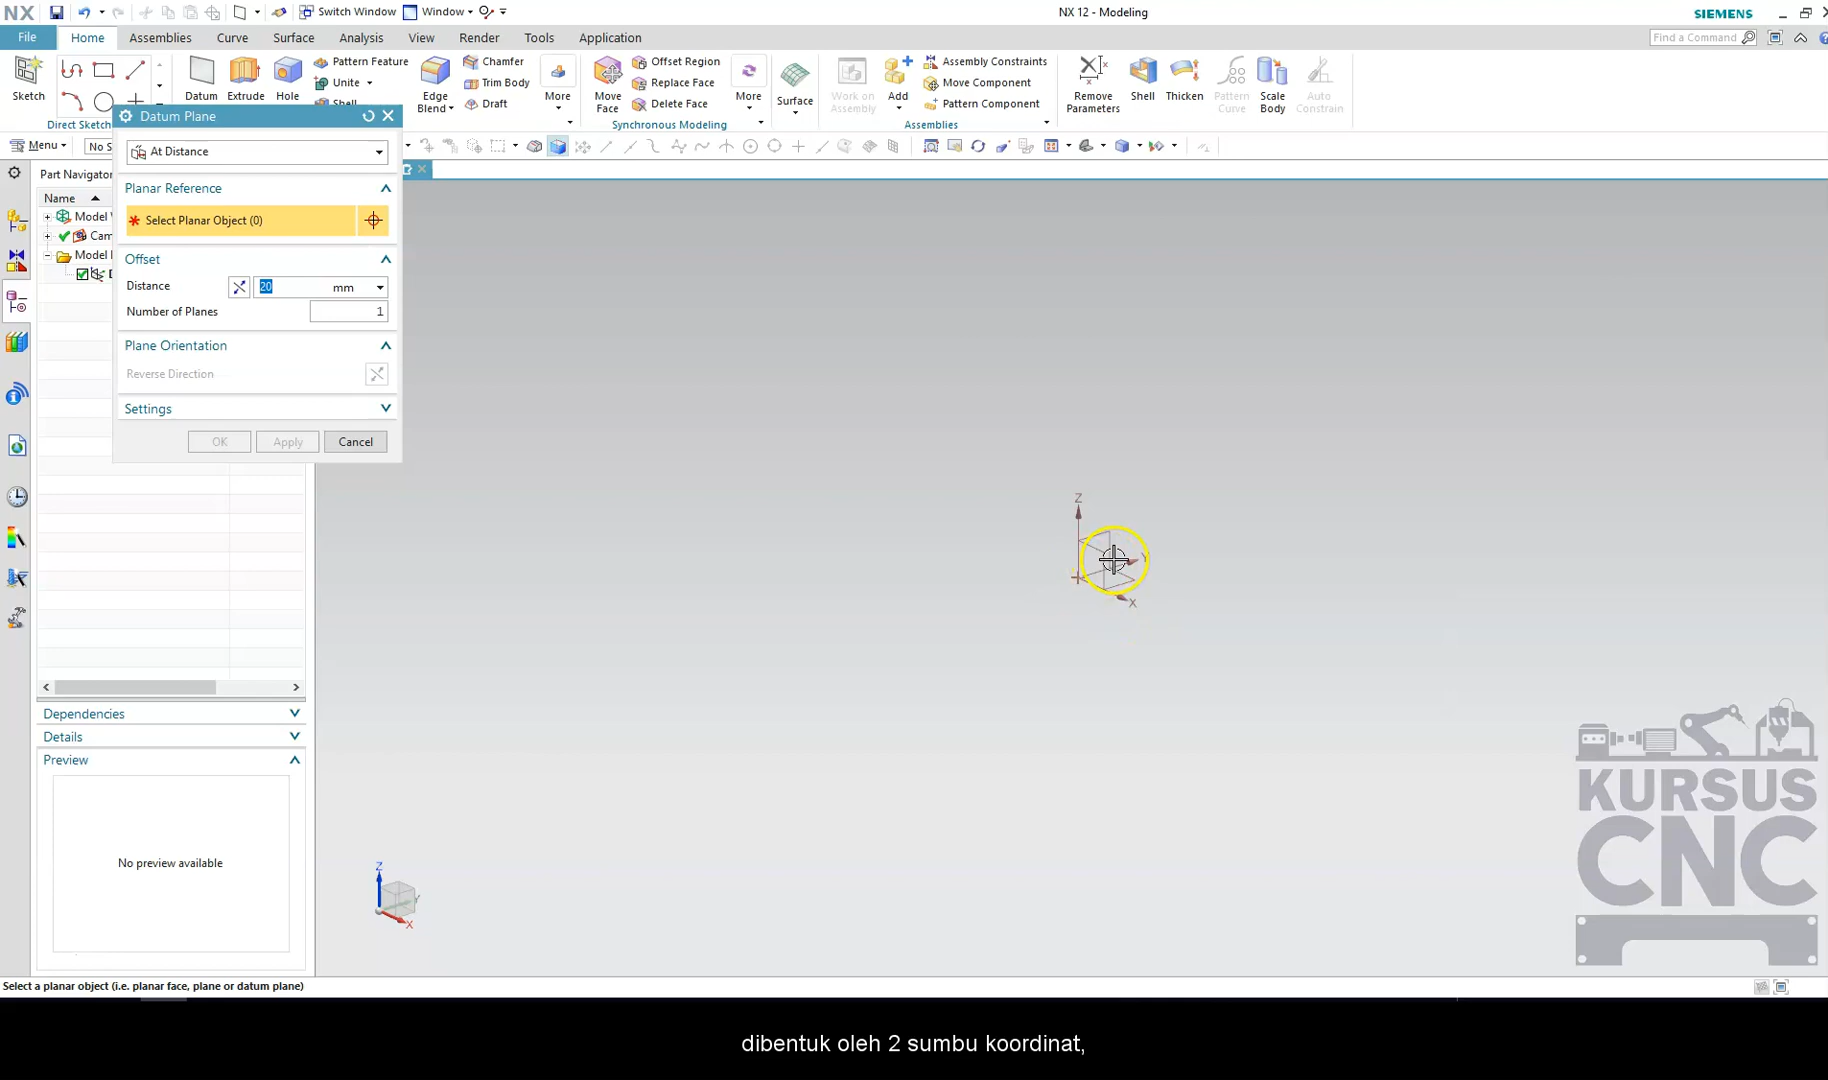 NX Switch Window Window NX 12 - Modeling SIEMENS
File Home Assemblies Curve Surface Analysis View Render Tools Application Find a Command
Pattern Feature Chamfer Offset Region Assembly Constraints
Unite Trim Body Replace Face Move Component
Shell Draft Delete Face Pattern Component
Sketch Datum Extrude Hole Edge Blend More Move Face More Surface Work on Assembly Add Remove Parameters Shell Thicken Pattern Curve Scale Body Auto Constrain
Direct Sketch Synchronous Modeling Assemblies
Menu No S
Datum Plane
At Distance
Planar Reference
* Select Planar Object (0)
Offset
Distance 20 mm
Number of Planes 1
Plane Orientation
Reverse Direction
Settings
OK Apply Cancel
Part Navigator
Name
Model V
Cam
Model
D
Dependencies
Details
Preview
No preview available
Z
Y
X
Z
Y
X
KURSUS
CNC
Select a planar object (i.e. planar face, plane or datum plane)
dibentuk oleh 2 sumbu koordinat,